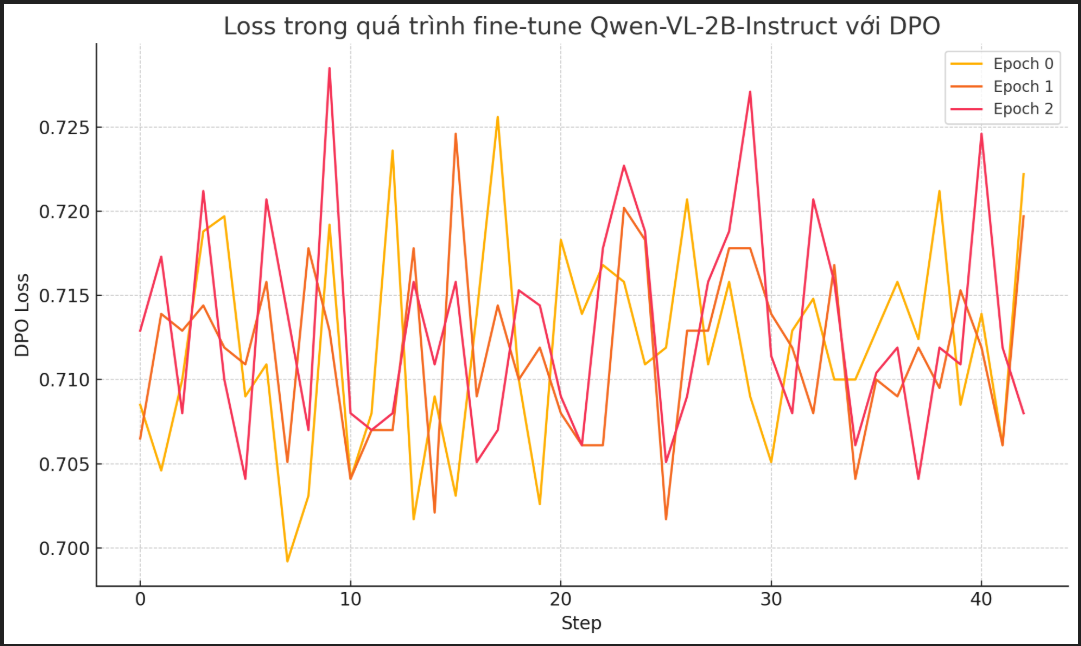 Loss trong quá trình fine-tune Qwen-VL-2B-Instruct với DPO
Epoch 0
Epoch 1
Epoch 2
DPO Loss
0.725
0.720
0.715
0.710
0.705
0.700
0 10 20 30 40
Step